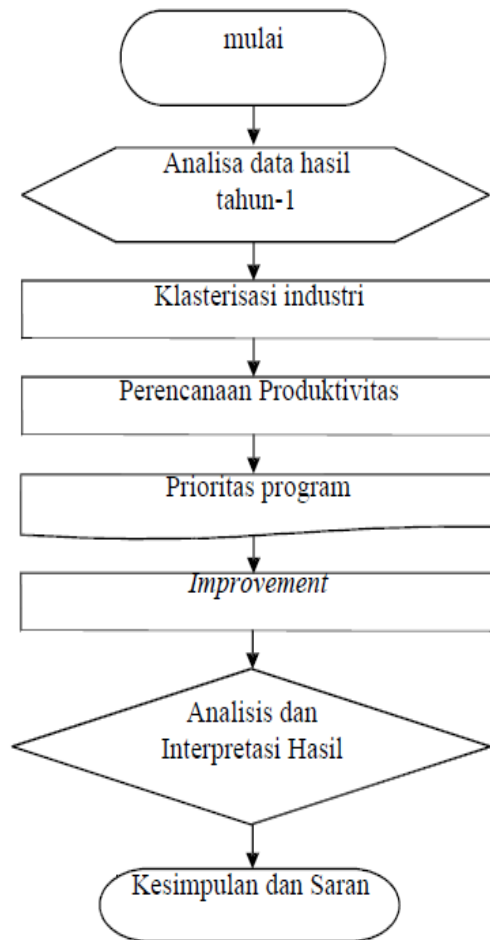 mulai
Analisa data hasil
tahun-1
Klasterisasi industri
Perencanaan Produktivitas
Prioritas program
Improvement
Analisis dan
Interpretasi Hasil
Kesimpulan dan Saran